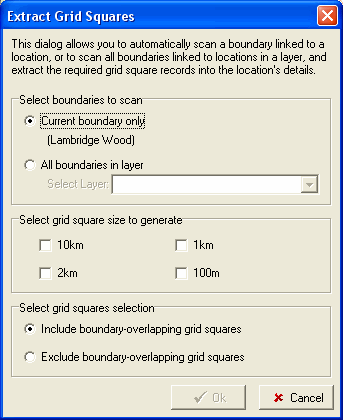 Extract Grid Squares
This dialog allows you to automatically scan a boundary linked to a
location, or to scan all boundaries linked to locations in a layer, and
extract the required grid square records into the location's details.
Select boundaries to scan
Current boundary only
(Lambridge Wood)
All boundaries in layer
Select Layer:
Select grid square size to generate
10km
1km
2km
100m
Select grid squares selection
Include boundary-overlapping grid squares
Exclude boundary-overlapping grid squares
Ok
Cancel